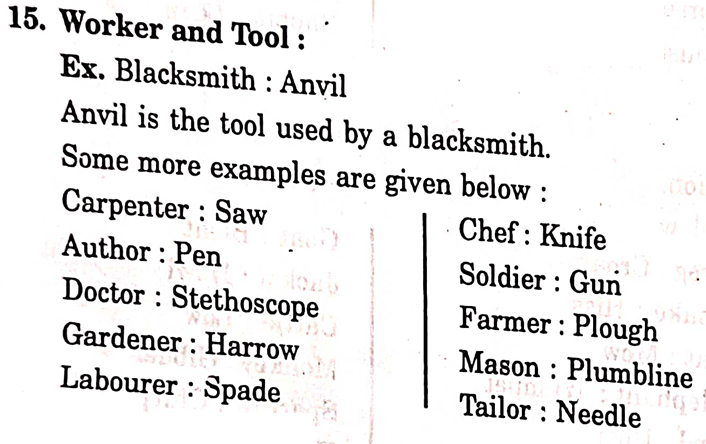 15. Worker and Tool :
Ex. Blacksmith : Anvil
Anvil is the tool used by a blacksmith.
Some more examples are given below :
Carpenter : Saw
Author : Pen
Doctor : Stethoscope
Gardener : Harrow
Labourer : Spade
Chef : Knife
Soldier : Gun
Farmer : Plough
Mason : Plumbline
Tailor : Needle